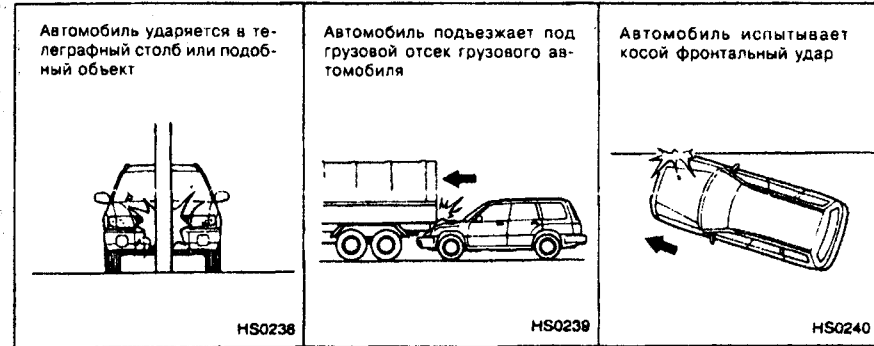 Автомобиль ударяется в те-
леграфный столб или подоб-
ный объект
HS0238
Автомобиль подъезжает под
грузовой отсек грузового ав-
томобиля
HS0239
Автомобиль испытывает
косой фронтальный удар
HS0240